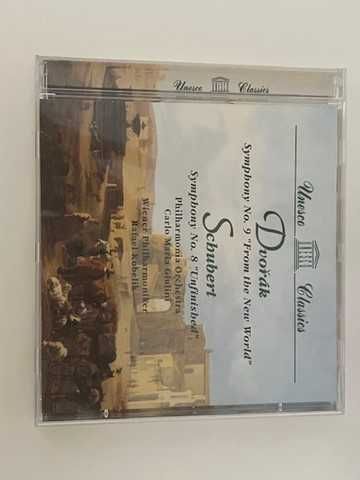 Unesco Classics
Unesco Classics
Dvořák
Symphony No. 9 "From the New World"
Schubert
Symphony No. 8 "Unfinished"
Philharmonia Orchestra
Carlo Maria Giulini
Wiener Philharmoniker
Rafael Kubelik